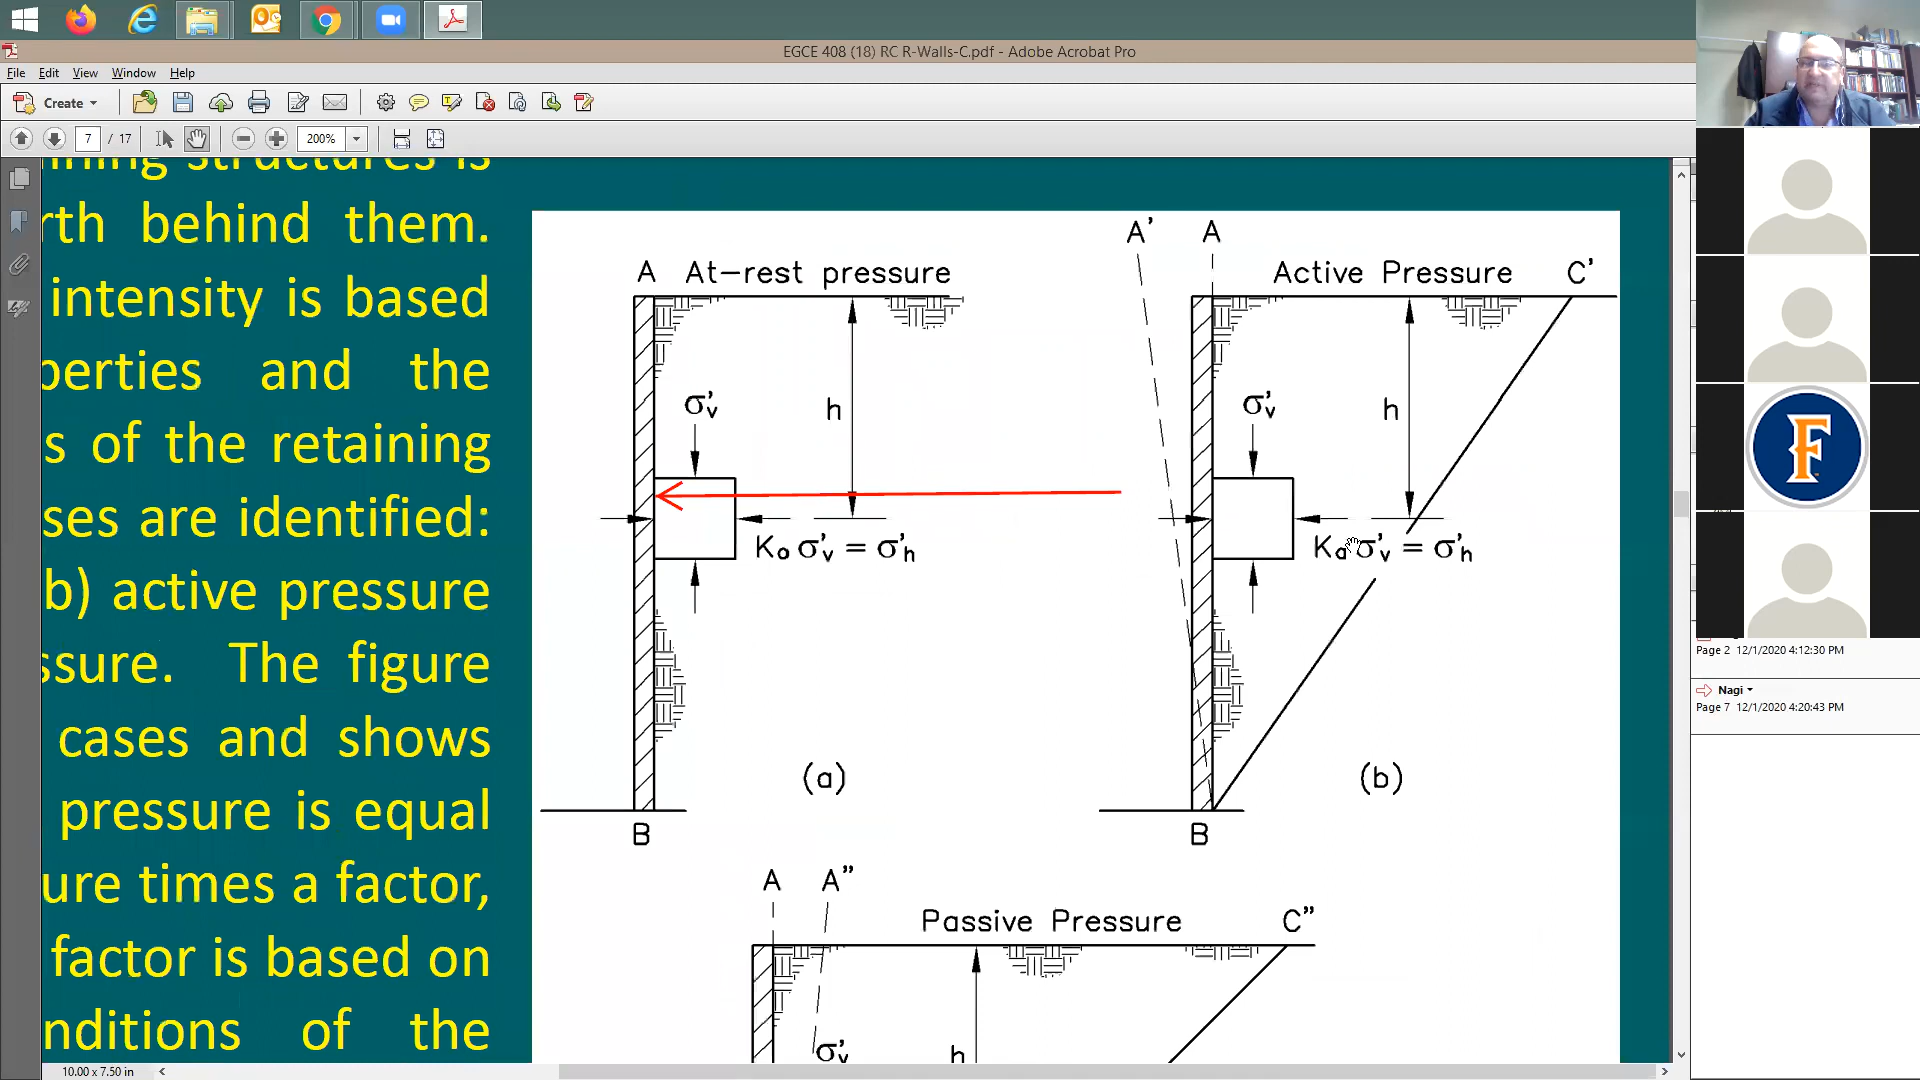 EGCE 408 (18) RC R-Walls-C.pdf - Adobe Acrobat Pro
File Edit View Window Help
Create
7 / 17 200%
ning structures is
rth behind them.
intensity is based
perties and the
s of the retaining
ses are identified:
b) active pressure
ssure. The figure
cases and shows
pressure is equal
ure times a factor,
factor is based on
nditions of the
A At-rest pressure
h
σ'v
Ko σ'v = σ'h
(a)
B
A' A
Active Pressure C'
h
σ'v
Ka σ'v = σ'h
(b)
B
A A"
Passive Pressure C"
σ'v h
F
Page 2 12/1/2020 4:12:30 PM
Nagi
Page 7 12/1/2020 4:20:43 PM
10.00 x 7.50 in